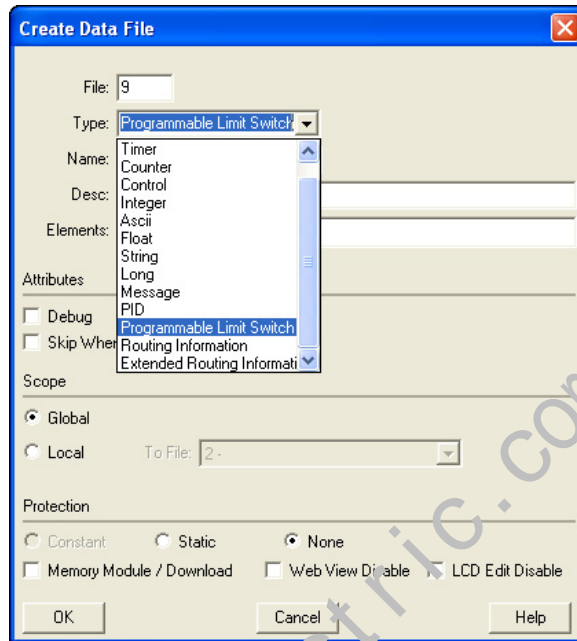 Create Data File
File: 9
Type: Programmable Limit Switch
Name:
Timer
Counter
Control
Integer
Ascii
Float
String
Long
Message
PID
Programmable Limit Switch
Routing Information
Extended Routing Informati
Desc:
Elements:
Attributes
Debug
Skip Wher
Scope
Global
Local To File: 2 -
Protection
Constant Static None
Memory Module / Download Web View Disable LCD Edit Disable
OK Cancel Help
ctric.com